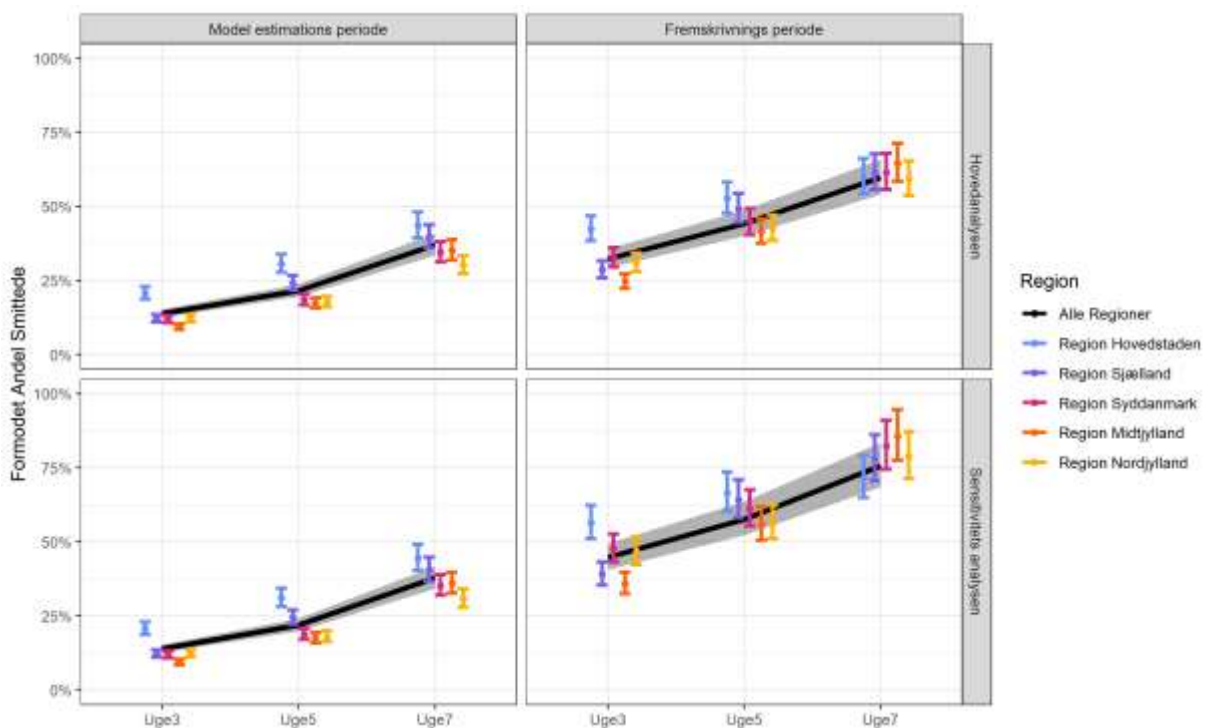 Model estimations periode
Fremskrivnings periode
100%
75%
50%
25%
0%
Hovedanalysen
100%
75%
50%
25%
0%
Sensitivitets analysen
Formodet Andel Smittede
Uge3
Uge5
Uge7
Uge3
Uge5
Uge7
Region
Alle Regioner
Region Hovedstaden
Region Sjælland
Region Syddanmark
Region Midtjylland
Region Nordjylland